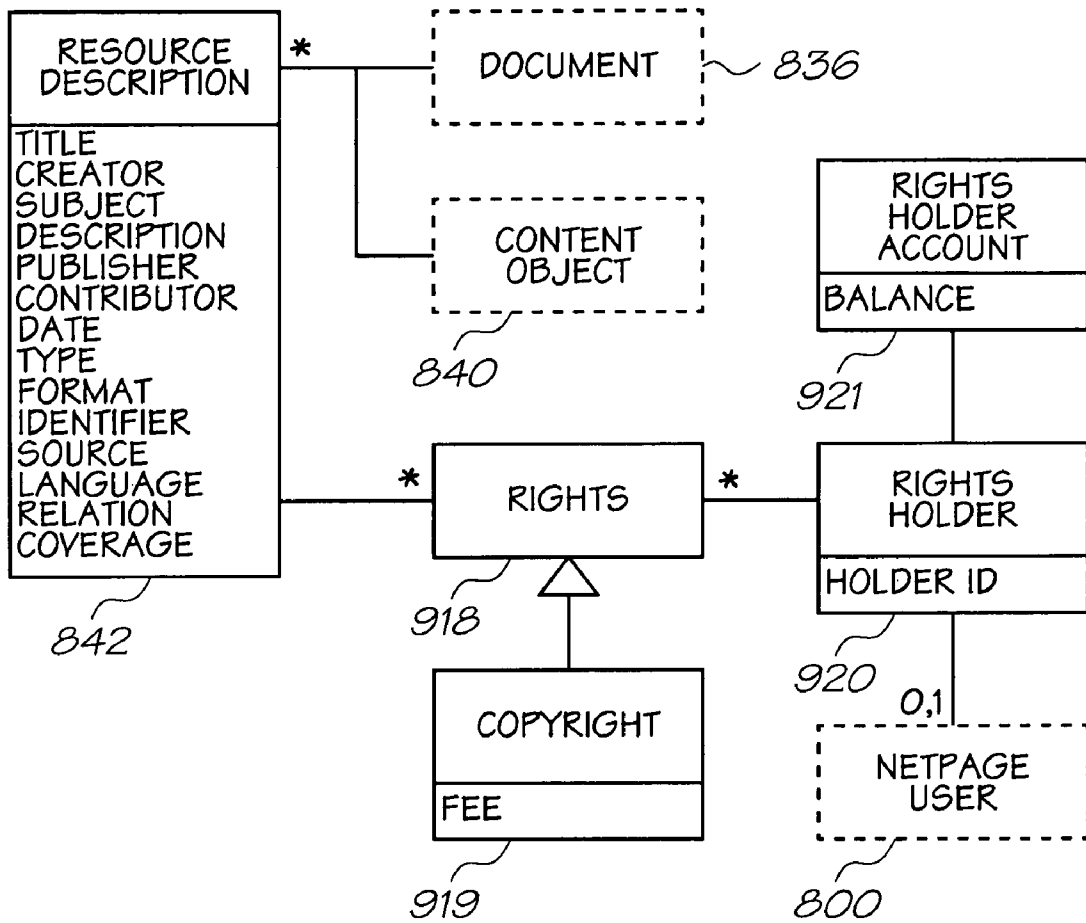 RESOURCE
DESCRIPTION
TITLE
CREATOR
SUBJECT
DESCRIPTION
PUBLISHER
CONTRIBUTOR
DATE
TYPE
FORMAT
IDENTIFIER
SOURCE
LANGUAGE
RELATION
COVERAGE
842
*
DOCUMENT
836
CONTENT
OBJECT
840
RIGHTS
HOLDER
ACCOUNT
BALANCE
921
*
RIGHTS
*
918
RIGHTS
HOLDER
HOLDER ID
920
COPYRIGHT
FEE
919
0,1
NETPAGE
USER
800